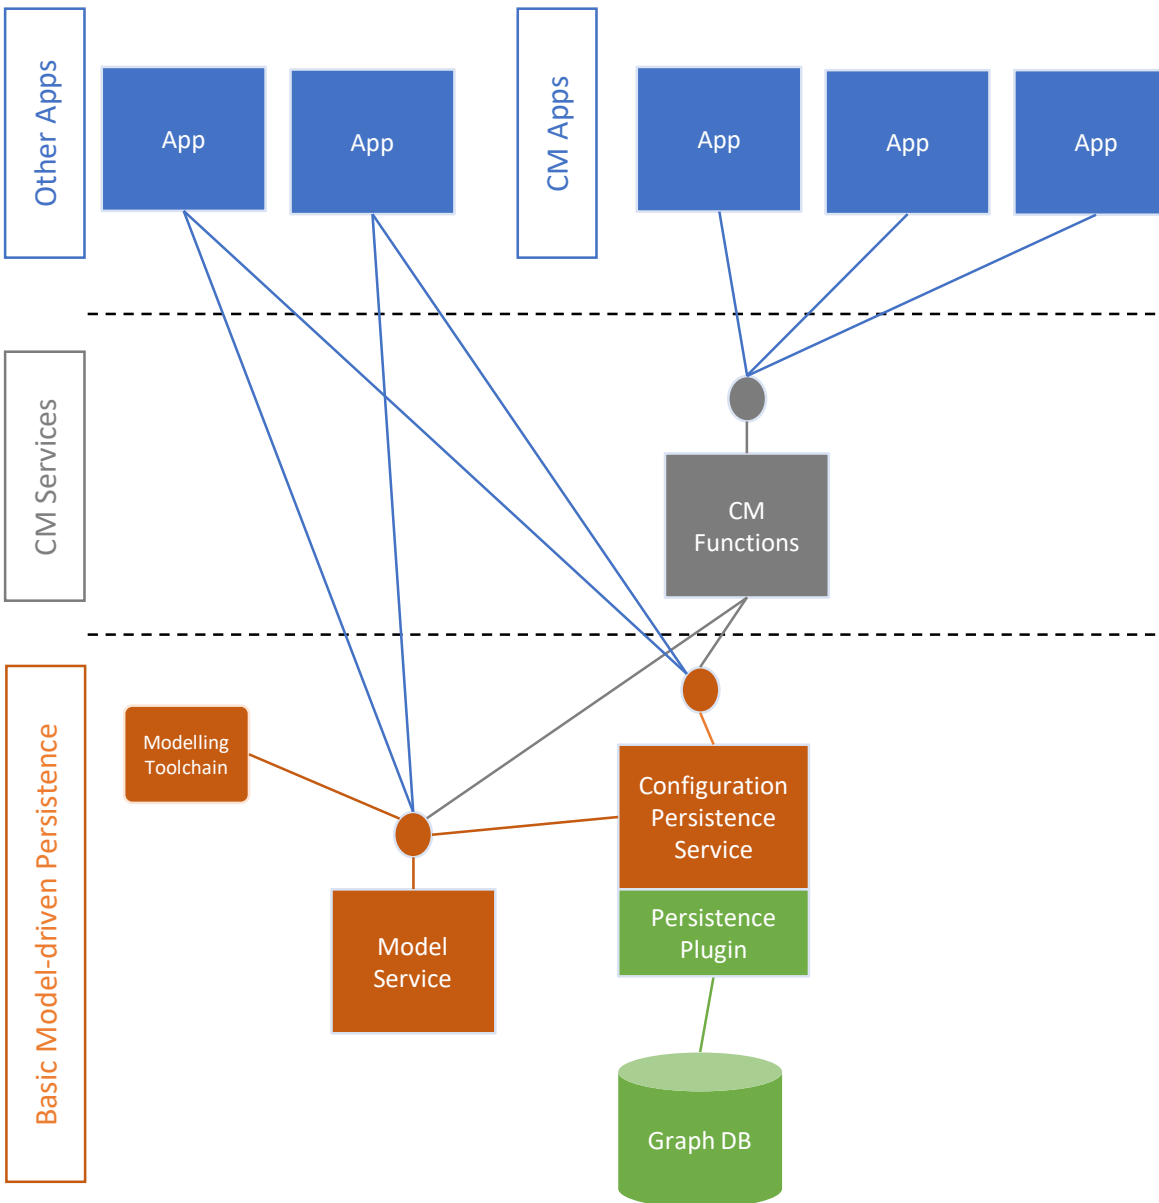 Other Apps
App
App
CM Apps
App
App
App
CM Services
CM
Functions
Basic Model-driven Persistence
Modelling
Toolchain
Configuration
Persistence
Service
Persistence
Plugin
Model
Service
Graph DB